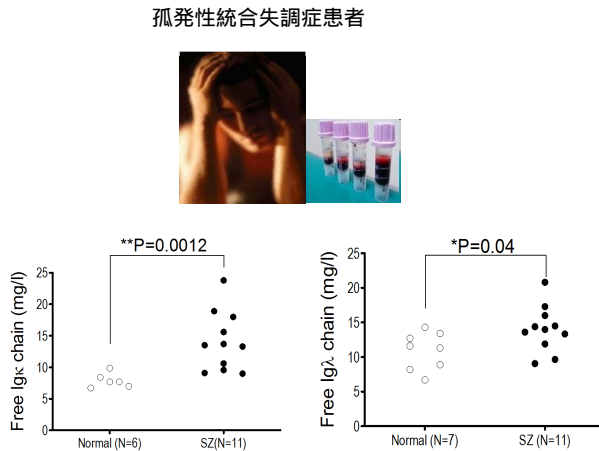 孤発性統合失調症患者
**P=0.0012
Free Igκ chain (mg/l)
25
20
15
10
5
0
Normal (N=6)
SZ(N=11)
*P=0.04
Free Igλ chain (mg/l)
25
20
15
10
5
0
Normal (N=7)
SZ (N=11)